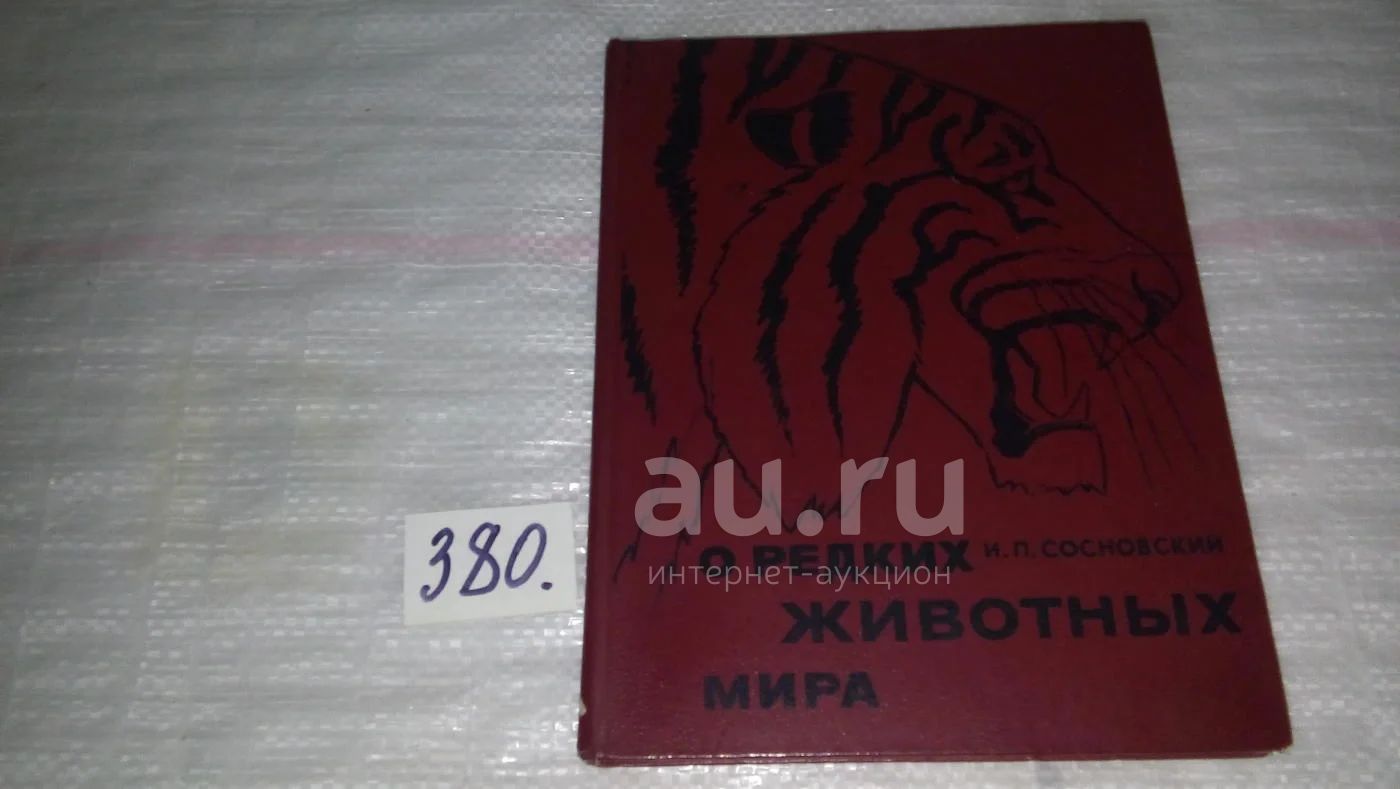 380.
au.ru
интернет-аукцион
О РЕДКИХ
И. П. СОСНОВСКИЙ
ЖИВОТНЫХ
МИРА